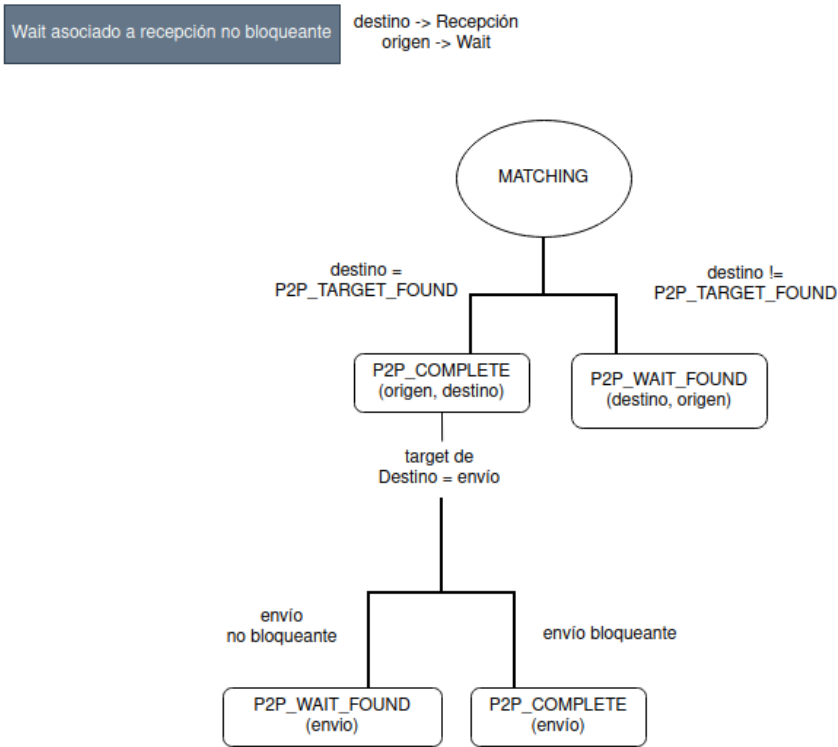 Wait asociado a recepción no bloqueante
destino -> Recepción
origen -> Wait
MATCHING
destino =
P2P_TARGET_FOUND
destino !=
P2P_TARGET_FOUND
P2P_COMPLETE
(origen, destino)
P2P_WAIT_FOUND
(destino, origen)
target de
Destino = envío
envío
no bloqueante
envío bloqueante
P2P_WAIT_FOUND
(envio)
P2P_COMPLETE
(envío)